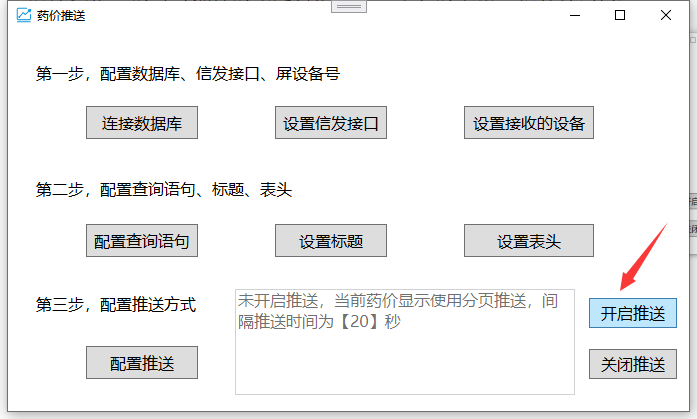 药价推送
第一步，配置数据库、信发接口、屏设备号
连接数据库
设置信发接口
设置接收的设备
第二步，配置查询语句、标题、表头
配置查询语句
设置标题
设置表头
第三步，配置推送方式
未开启推送，当前药价显示使用分页推送，间
隔推送时间为【20】秒
开启推送
配置推送
关闭推送